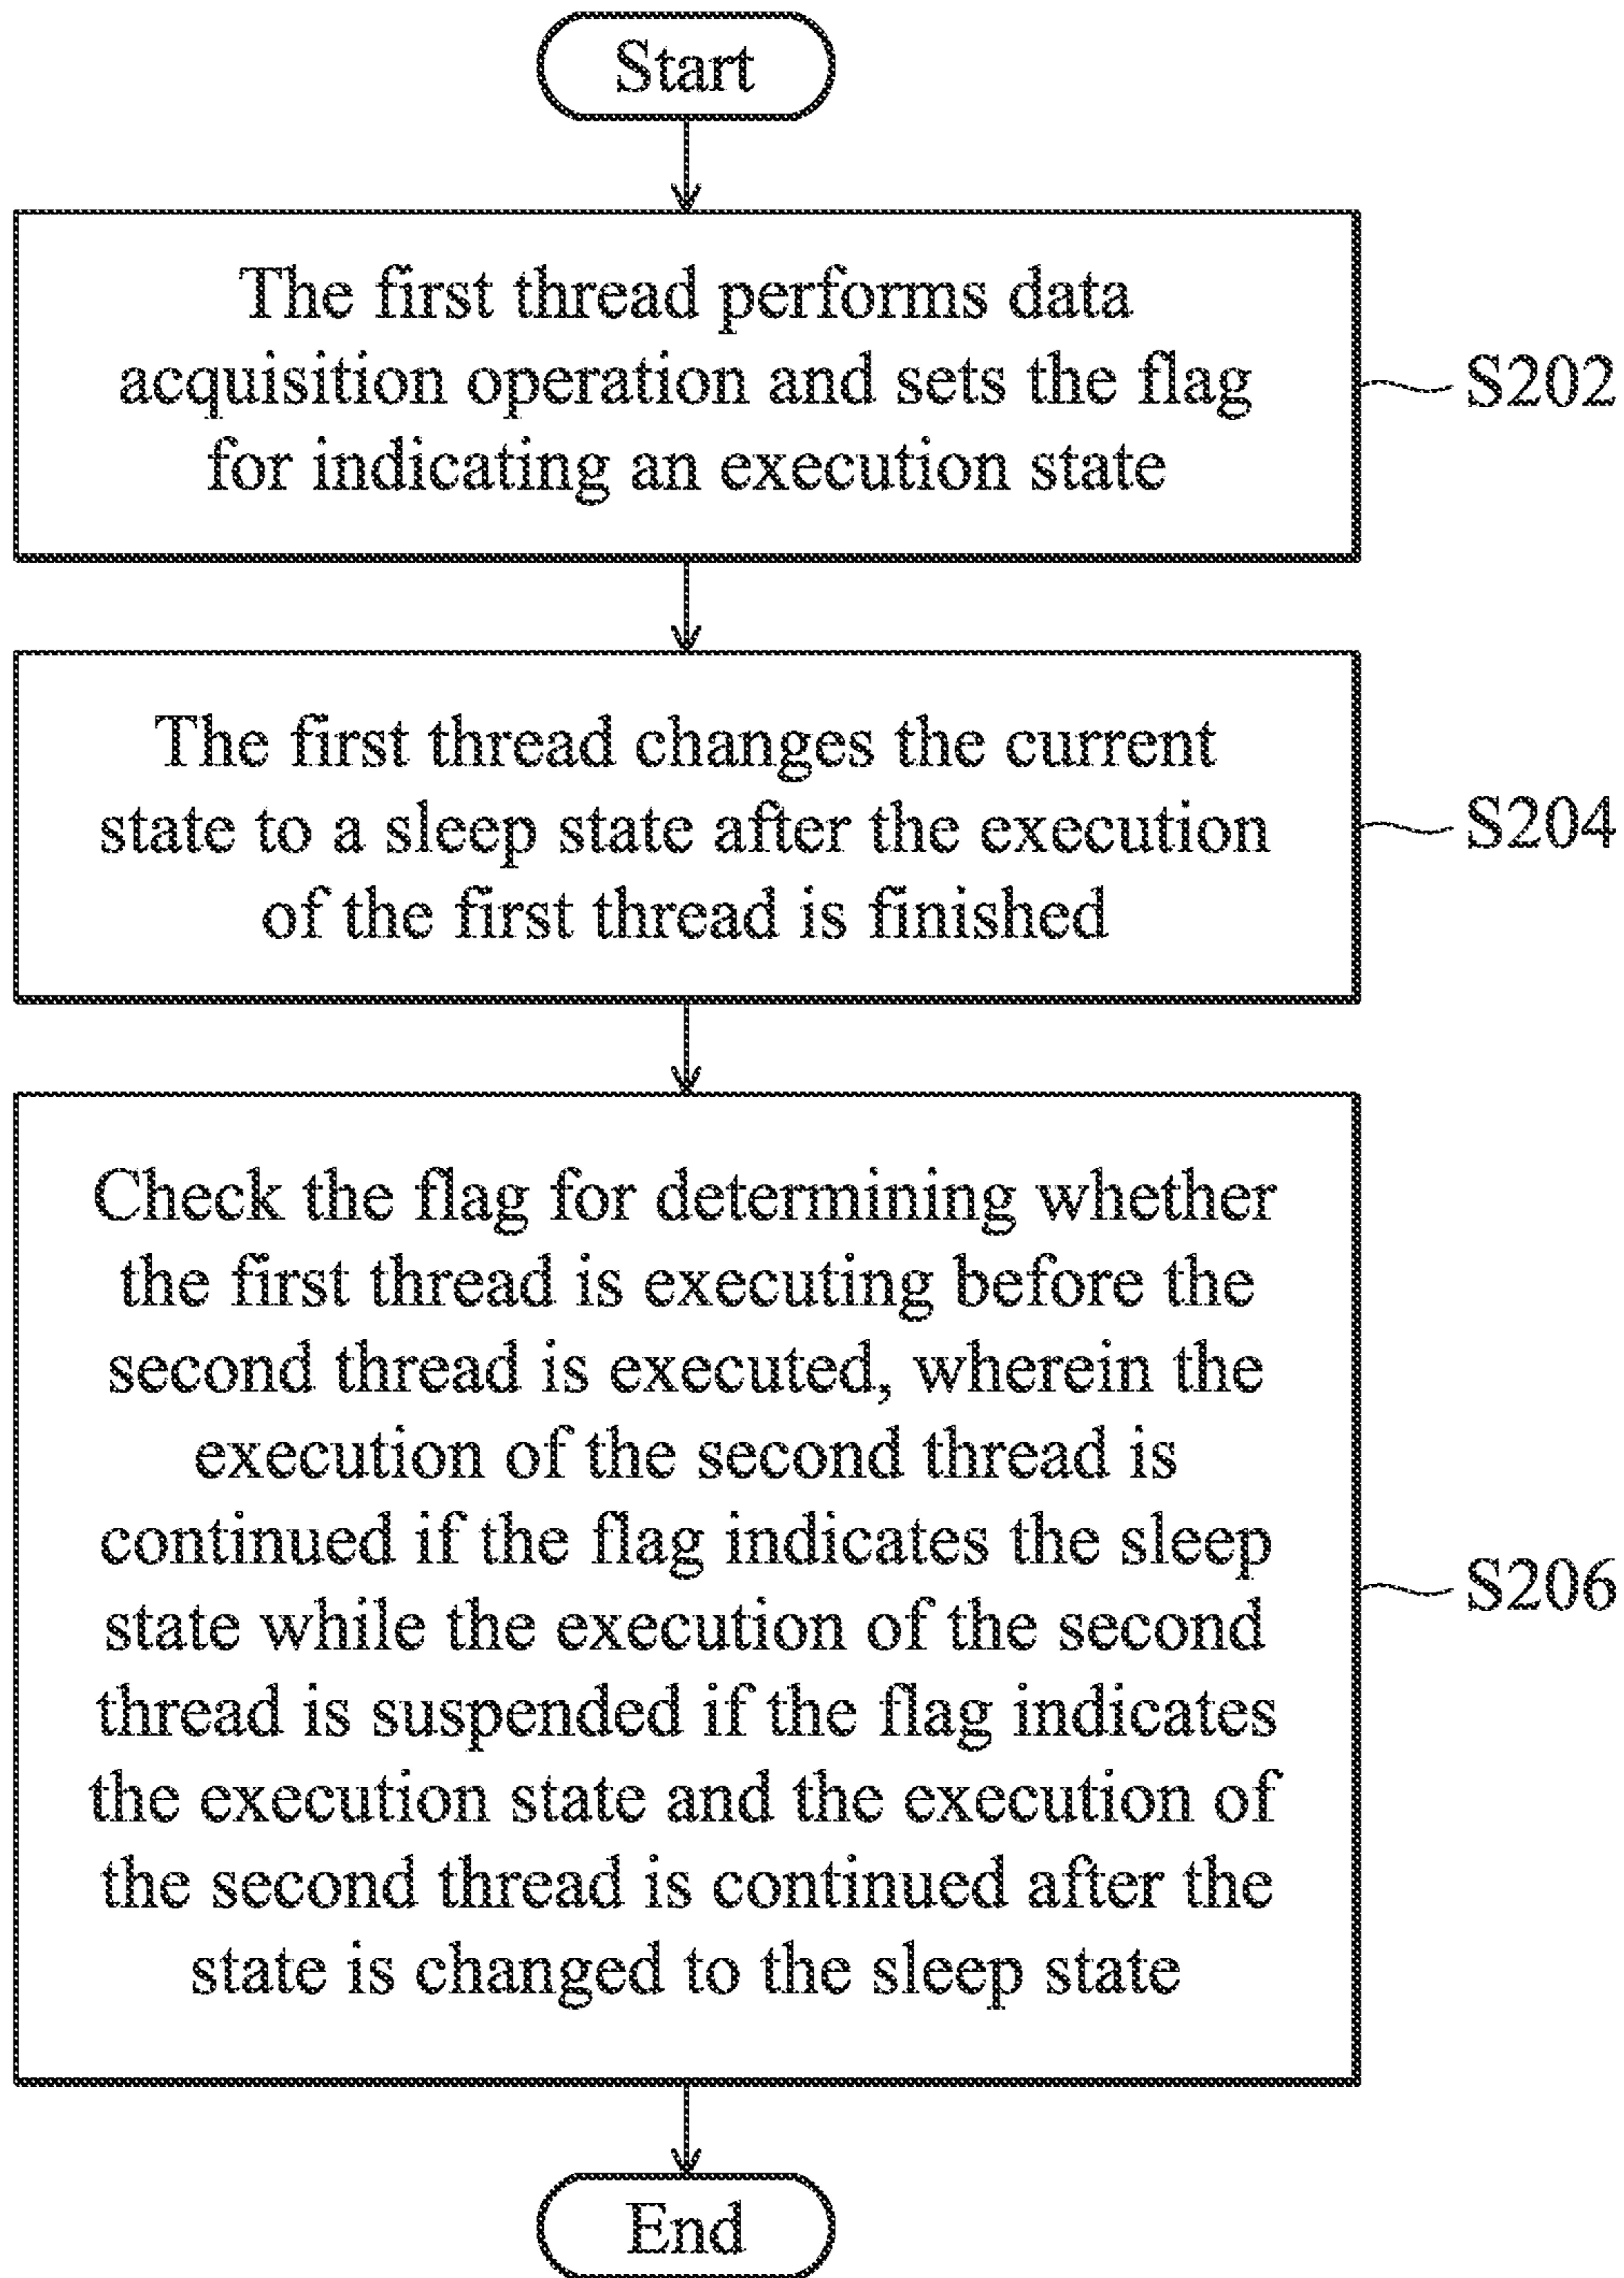 Start
The first thread performs data
acquisition operation and sets the flag
for indicating an execution state
S202
The first thread changes the current
state to a sleep state after the execution
of the first thread is finished
S204
Check the flag for determining whether
the first thread is executing before the
second thread is executed, wherein the
execution of the second thread is
continued if the flag indicates the sleep
state while the execution of the second
thread is suspended if the flag indicates
the execution state and the execution of
the second thread is continued after the
state is changed to the sleep state
S206
End